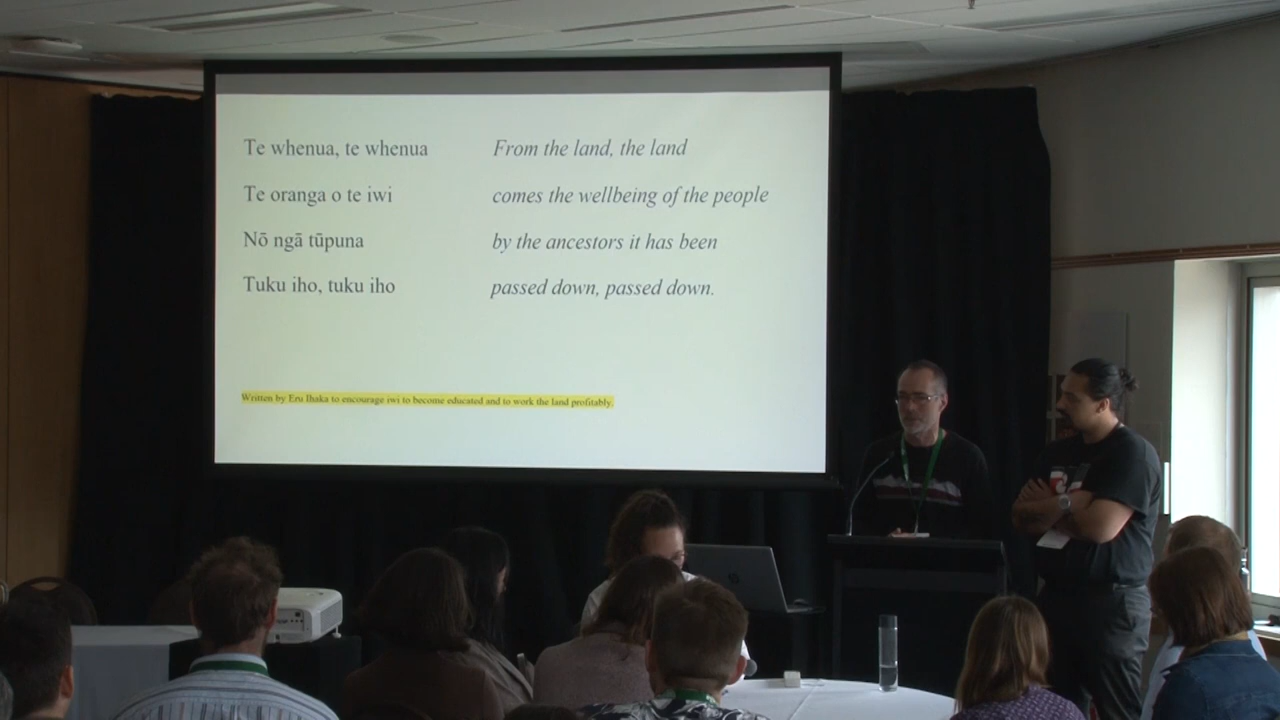 Te whenua, te whenua From the land, the land
Te oranga o te iwi comes the wellbeing of the people
Nō ngā tūpuna by the ancestors it has been
Tuku iho, tuku iho passed down, passed down.
Written by Eru Ihaka to encourage iwi to become educated and to work the land profitably.